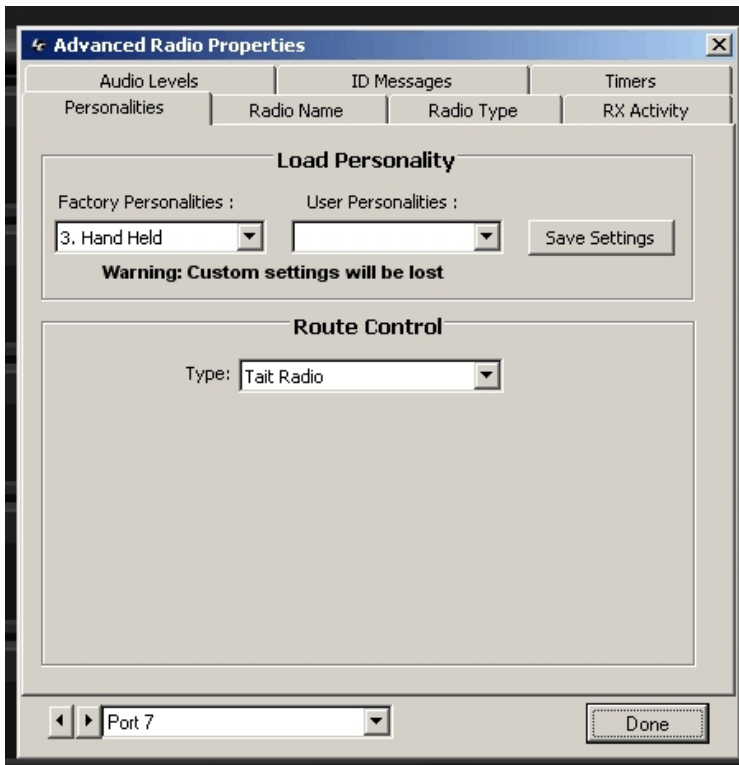 Advanced Radio Properties
Audio Levels ID Messages Timers
Personalities Radio Name Radio Type RX Activity
Load Personality
Factory Personalities : User Personalities :
3. Hand Held Save Settings
Warning: Custom settings will be lost
Route Control
Type: Tait Radio
Port 7 Done